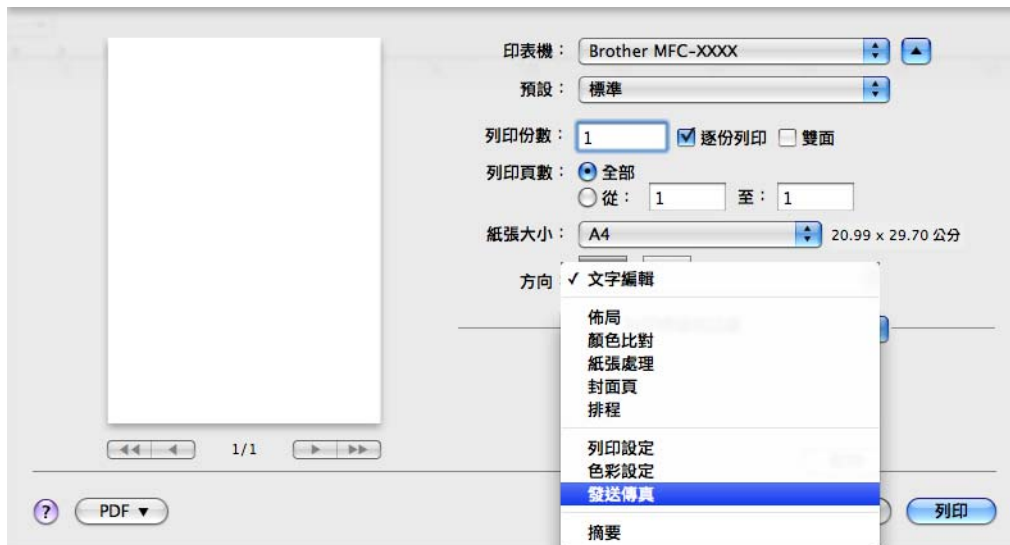 印表機： Brother MFC-XXXX
預設： 標準
列印份數： 1 逐份列印 雙面
列印頁數： 全部
從： 1 至： 1
紙張大小： A4 20.99 x 29.70 公分
方向：
✓ 文字編輯
佈局
顏色比對
紙張處理
封面頁
排程
列印設定
色彩設定
發送傳真
摘要
1/1
? PDF ▼ 列印